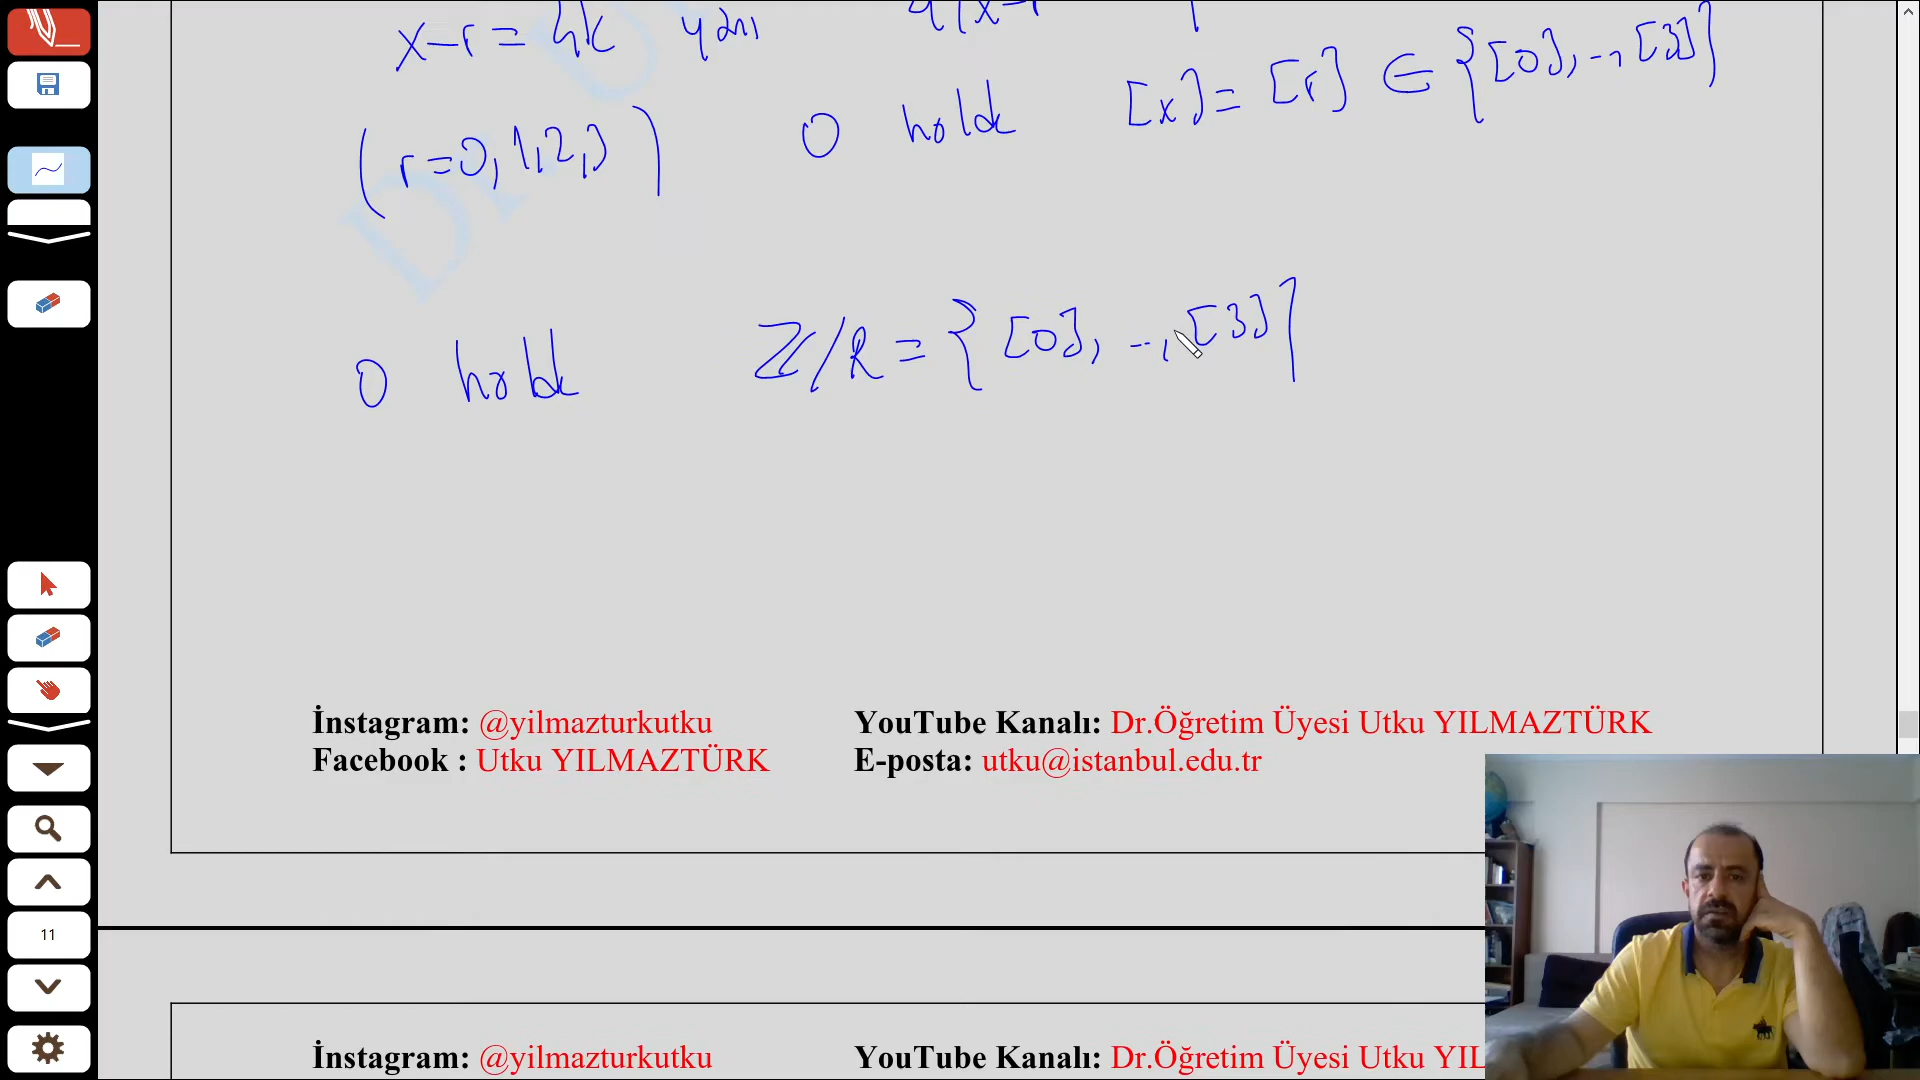 x-r = 4k yani 4|x-r
(r=0,1,2,3) O halde [x]=[r] ∈ {[0],..,[3]}
O halde ℤ/R = {[0],..,[3]}
İnstagram: @yilmazturkutku YouTube Kanalı: Dr.Öğretim Üyesi Utku YILMAZTÜRK
Facebook : Utku YILMAZTÜRK E-posta: utku@istanbul.edu.tr
11
İnstagram: @yilmazturkutku YouTube Kanalı: Dr.Öğretim Üyesi Utku YIL